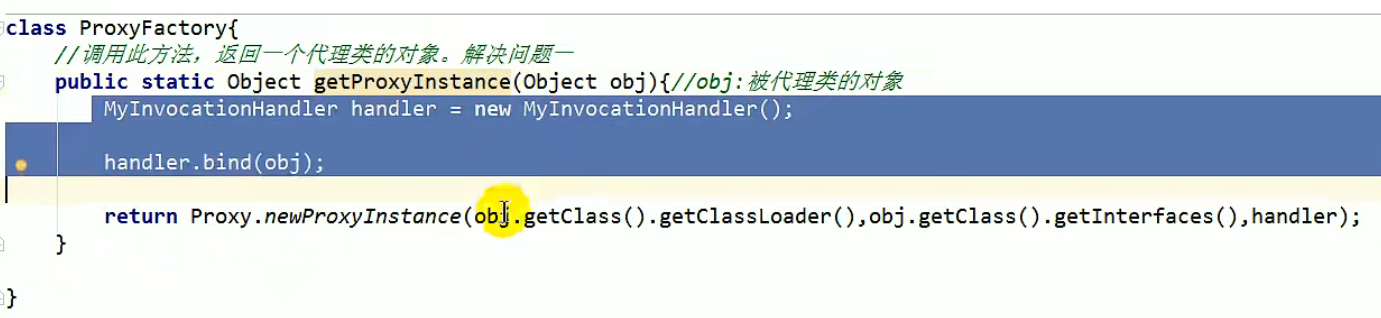 class ProxyFactory{
//调用此方法，返回一个代理类的对象。解决问题一
public static Object getProxyInstance(Object obj){//obj:被代理类的对象
MyInvocationHandler handler = new MyInvocationHandler();
handler.bind(obj);
return Proxy.newProxyInstance(obj.getClass().getClassLoader(),obj.getClass().getInterfaces(),handler);
}
}